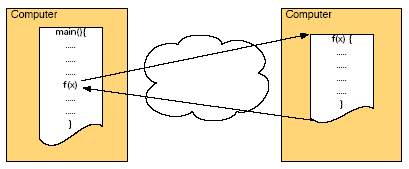 Computer
main(){
.....
.....
.....
f(x)
.....
.....
}
Computer
f(x) {
.....
.....
.....
.....
}